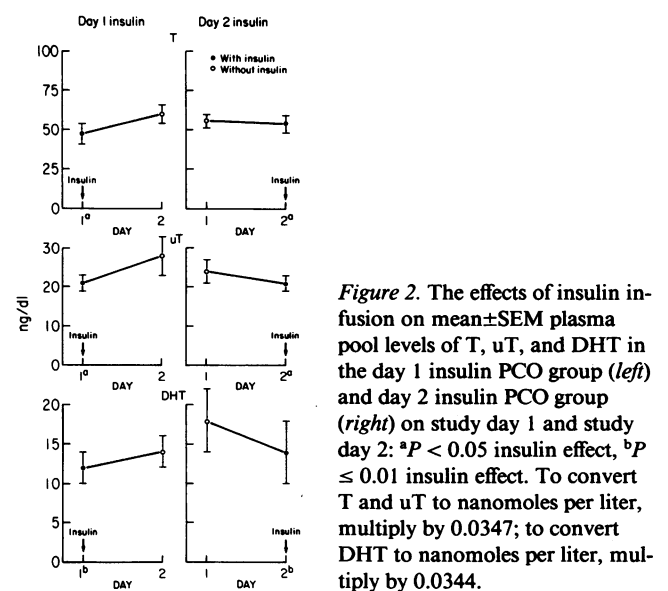 Day 1 insulin Day 2 insulin
T
100
75
50
25
0
• With insulin
○ Without insulin
Insulin
Insulin
1ᵃ 2
DAY
1 2ᵃ
DAY
uT
30
20
10
0
ng/dl
Insulin
Insulin
1ᵃ 2
DAY
1 2ᵃ
DAY
DHT
20
15
10
5
0
Insulin
Insulin
1ᵇ 2
DAY
1 2ᵇ
DAY
Figure 2. The effects of insulin in-
fusion on mean±SEM plasma
pool levels of T, uT, and DHT in
the day 1 insulin PCO group (left)
and day 2 insulin PCO group
(right) on study day 1 and study
day 2: ᵃP < 0.05 insulin effect, ᵇP
≤ 0.01 insulin effect. To convert
T and uT to nanomoles per liter,
multiply by 0.0347; to convert
DHT to nanomoles per liter, mul-
tiply by 0.0344.